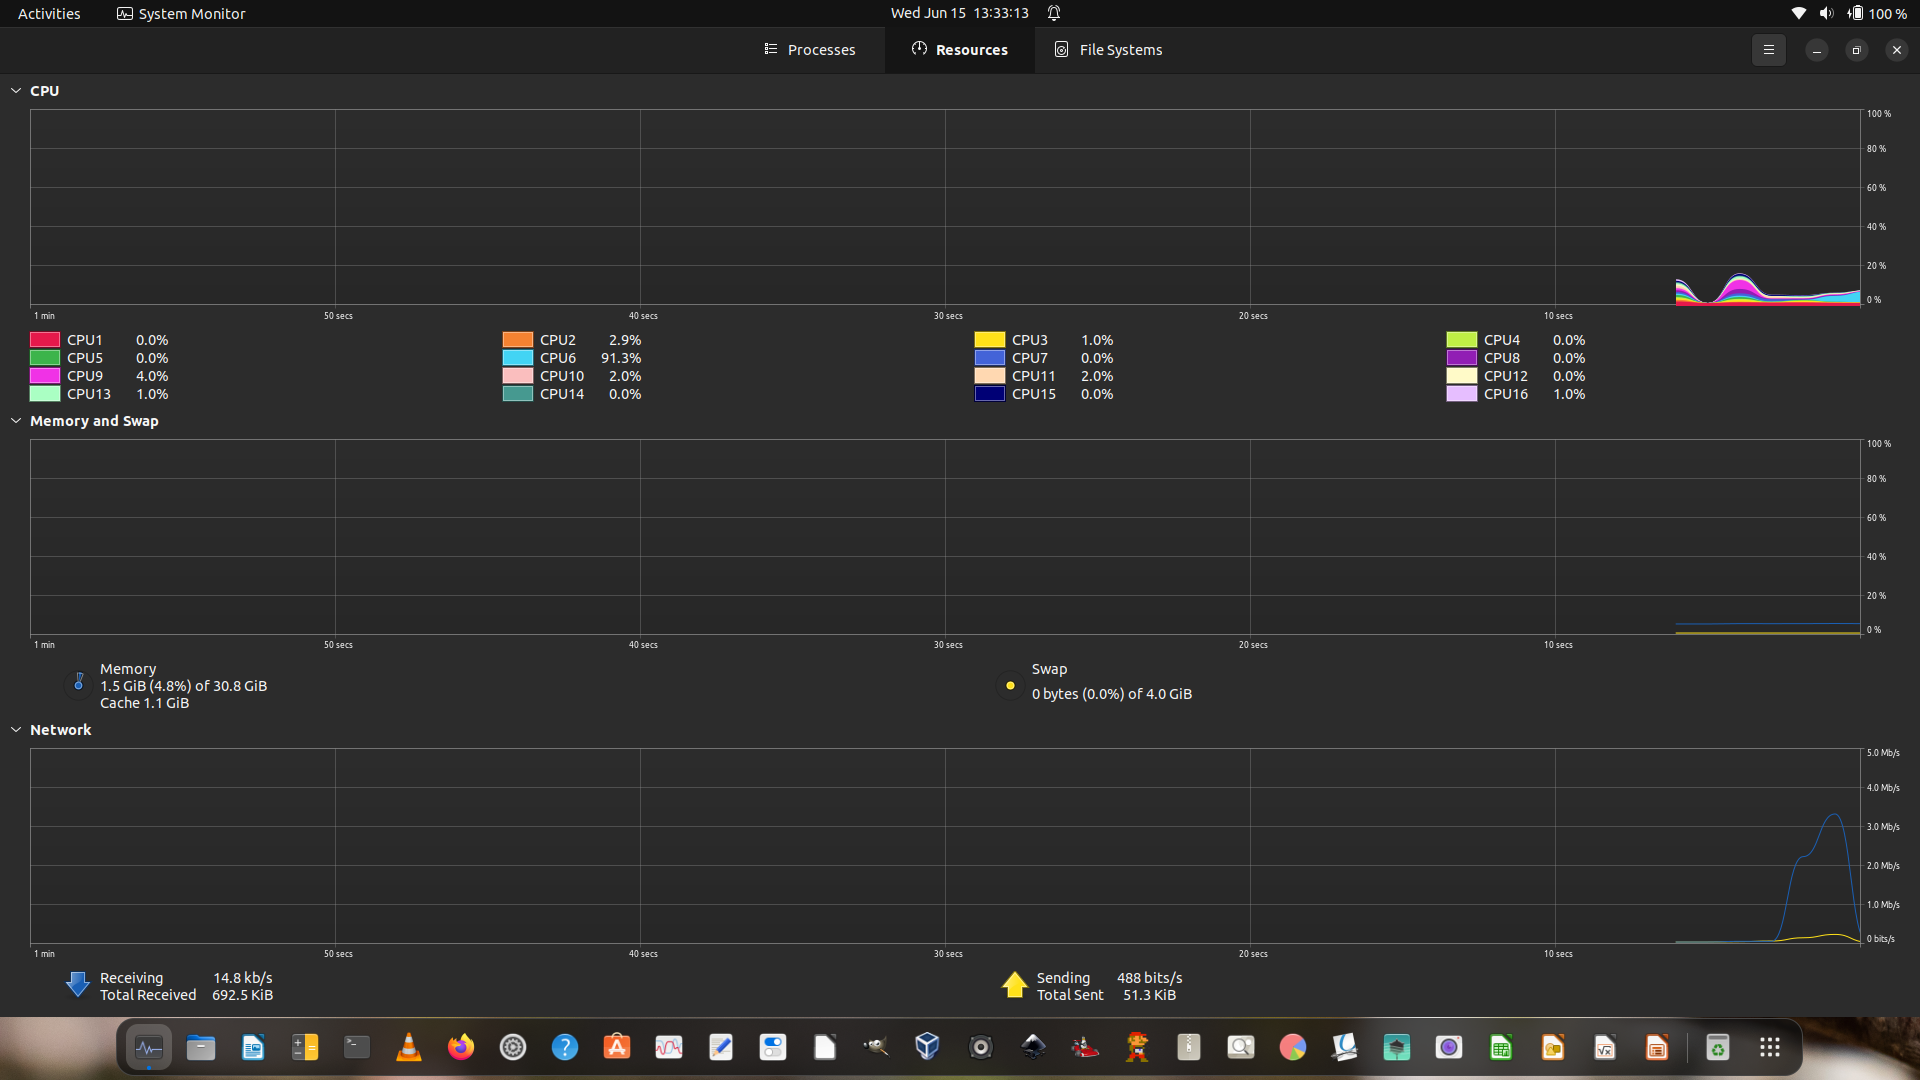 Activities System Monitor Wed Jun 15 13:33:13 100 %
Processes Resources File Systems
CPU
100 %
80 %
60 %
40 %
20 %
0 %
1 min 50 secs 40 secs 30 secs 20 secs 10 secs
CPU1 0.0% CPU2 2.9% CPU3 1.0% CPU4 0.0%
CPU5 0.0% CPU6 91.3% CPU7 0.0% CPU8 0.0%
CPU9 4.0% CPU10 2.0% CPU11 2.0% CPU12 0.0%
CPU13 1.0% CPU14 0.0% CPU15 0.0% CPU16 1.0%
Memory and Swap
100 %
80 %
60 %
40 %
20 %
0 %
1 min 50 secs 40 secs 30 secs 20 secs 10 secs
Memory Swap
1.5 GiB (4.8%) of 30.8 GiB 0 bytes (0.0%) of 4.0 GiB
Cache 1.1 GiB
Network
5.0 Mb/s
4.0 Mb/s
3.0 Mb/s
2.0 Mb/s
1.0 Mb/s
0 bits/s
1 min 50 secs 40 secs 30 secs 20 secs 10 secs
Receiving 14.8 kb/s Sending 488 bits/s
Total Received 692.5 KiB Total Sent 51.3 KiB